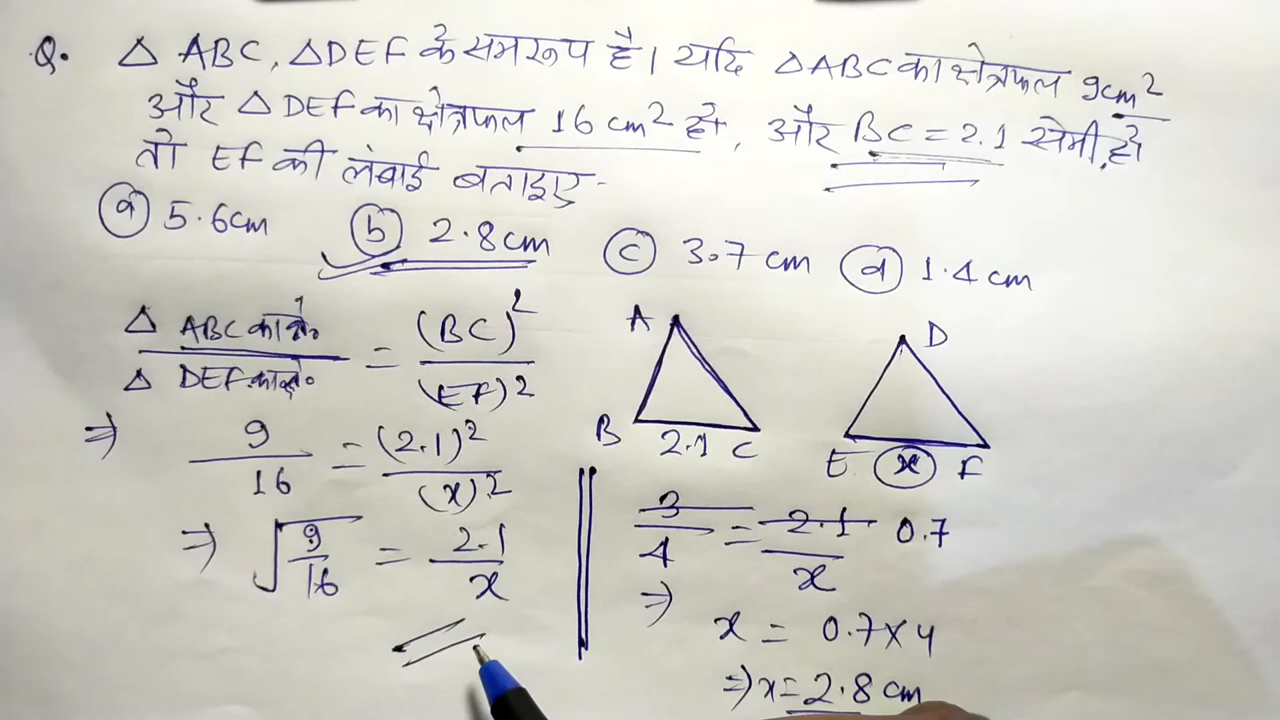 Q. △ ABC, △DEF के समरूप है। यदि △ABC का क्षेत्रफल 9cm²
और △ DEF का क्षेत्रफल 16 cm² हो, और BC = 2.1 सेमी, हो
तो EF की लंबाई बताइए-
ⓐ 5.6cm ⓑ 2.8cm ⓒ 3.7 cm ⓓ 1.4 cm
△ ABC का क्षे० / △ DEF का क्षे० = (BC)² / (EF)²
⇒ 9/16 = (2.1)²/(x)²
⇒ √9/16 = 2.1/x
A
B 2.1 C
D
E x F
3/4 = 2.1/x 0.7
⇒ x = 0.7 × 4
⇒ x = 2.8 cm